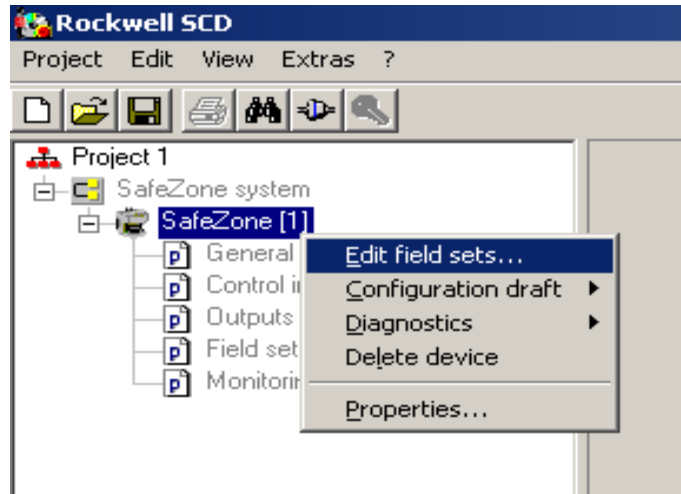 Rockwell SCD
Project Edit View Extras ?
Project 1
SafeZone system
SafeZone [1]
General
Edit field sets...
Control i
Configuration draft
Outputs
Diagnostics
Field set
Delete device
Monitorin
Properties...